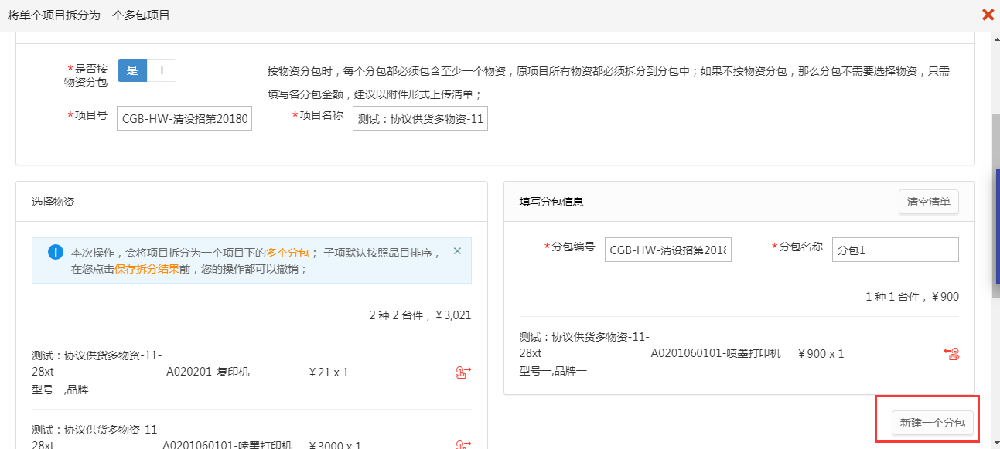 将单个项目拆分为一个多包项目
*是否按
物资分包
是
按物资分包时，每个分包都必须包含至少一个物资，原项目所有物资都必须拆分到分包中；如果不按物资分包，那么分包不需要选择物资，只需
填写各分包金额，建议以附件形式上传清单；
*项目号 CGB-HW-清设招第20180 *项目名称 测试：协议供货多物资-11
选择物资
本次操作，会将项目拆分为一个项目下的多个分包； 子项默认按照品目排序，
在您点击保存拆分结果前，您的操作都可以撤销；
2 种 2 台件，￥3,021
测试：协议供货多物资-11-
28xt
型号一,品牌一
A020201-复印机 ￥21 x 1
测试：协议供货多物资-11-
28xt
A0201060101-喷墨打印机 ￥3000 x 1
填写分包信息 清空清单
*分包编号 CGB-HW-清设招第2018 *分包名称 分包1
1 种 1 台件，￥900
测试：协议供货多物资-11-
28xt
型号一,品牌一
A0201060101-喷墨打印机 ￥900 x 1
新建一个分包